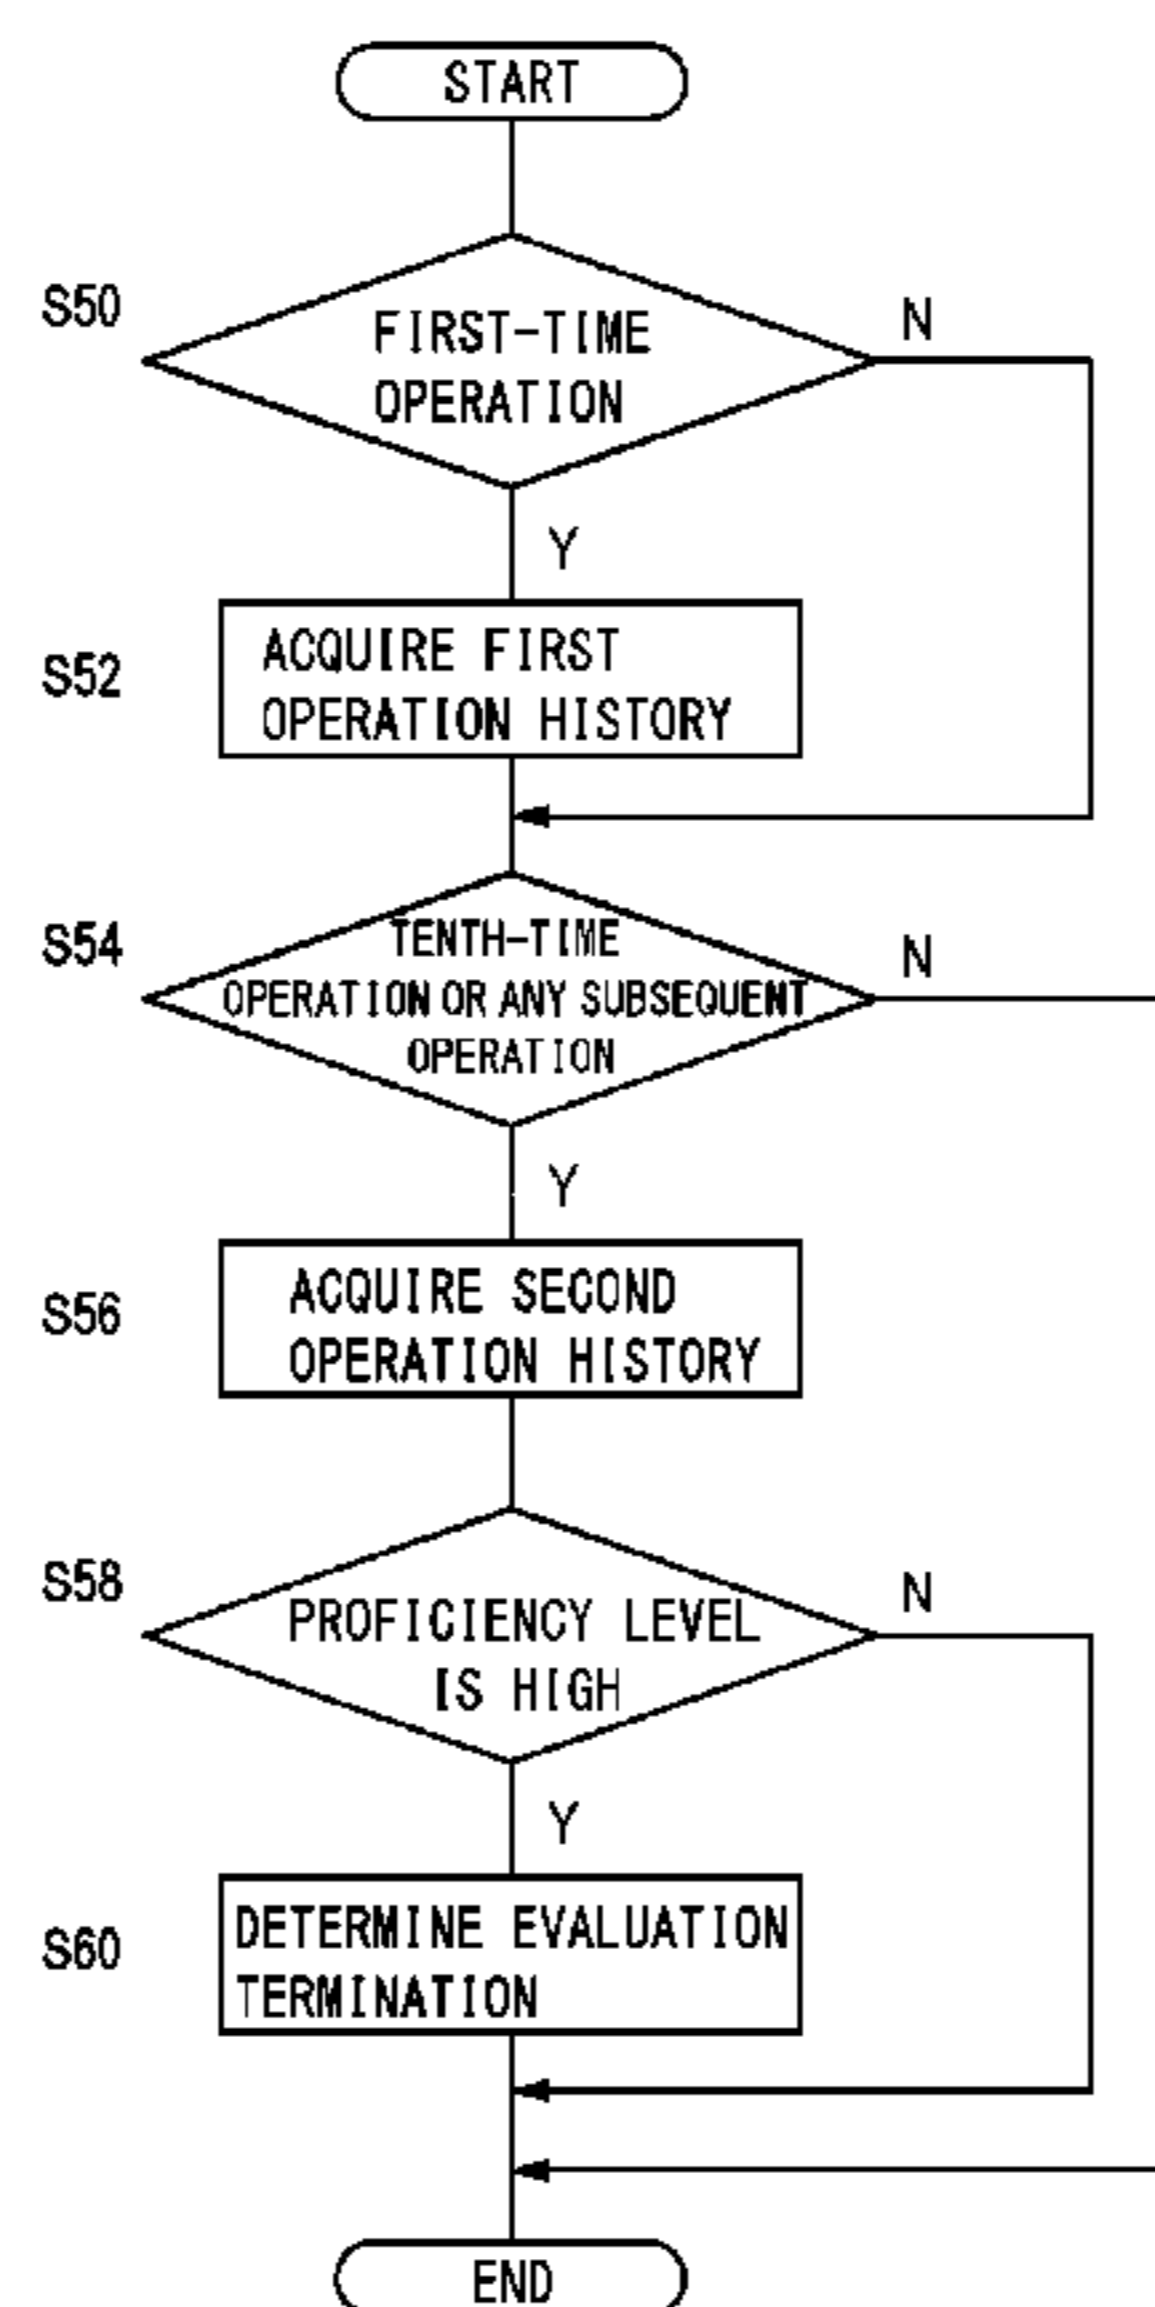 START
S50
FIRST-TIME
OPERATION
N
Y
S52
ACQUIRE FIRST
OPERATION HISTORY
S54
TENTH-TIME
OPERATION OR ANY SUBSEQUENT
OPERATION
N
Y
S56
ACQUIRE SECOND
OPERATION HISTORY
S58
PROFICIENCY LEVEL
IS HIGH
N
Y
S60
DETERMINE EVALUATION
TERMINATION
END